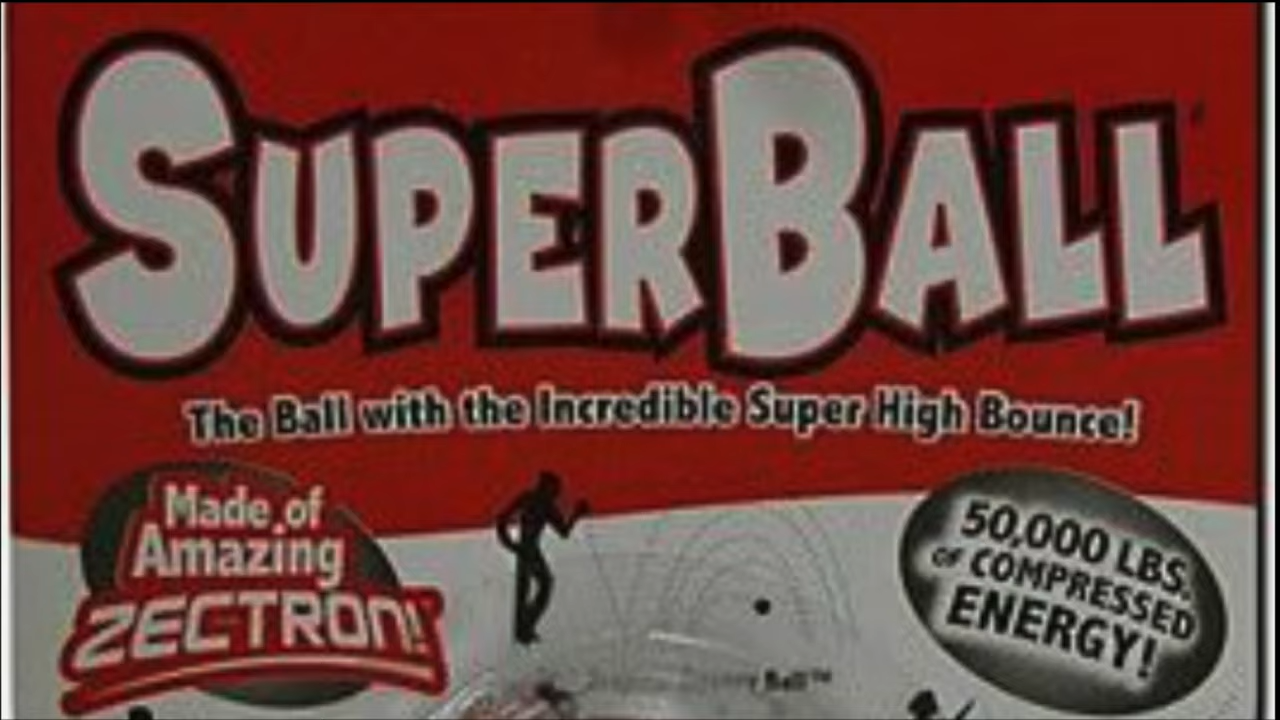 SUPERBALL
The Ball with the Incredible Super High Bounce!
Made of
Amazing
ZECTRON!
50,000 LBS.
OF COMPRESSED
ENERGY!
Ball™